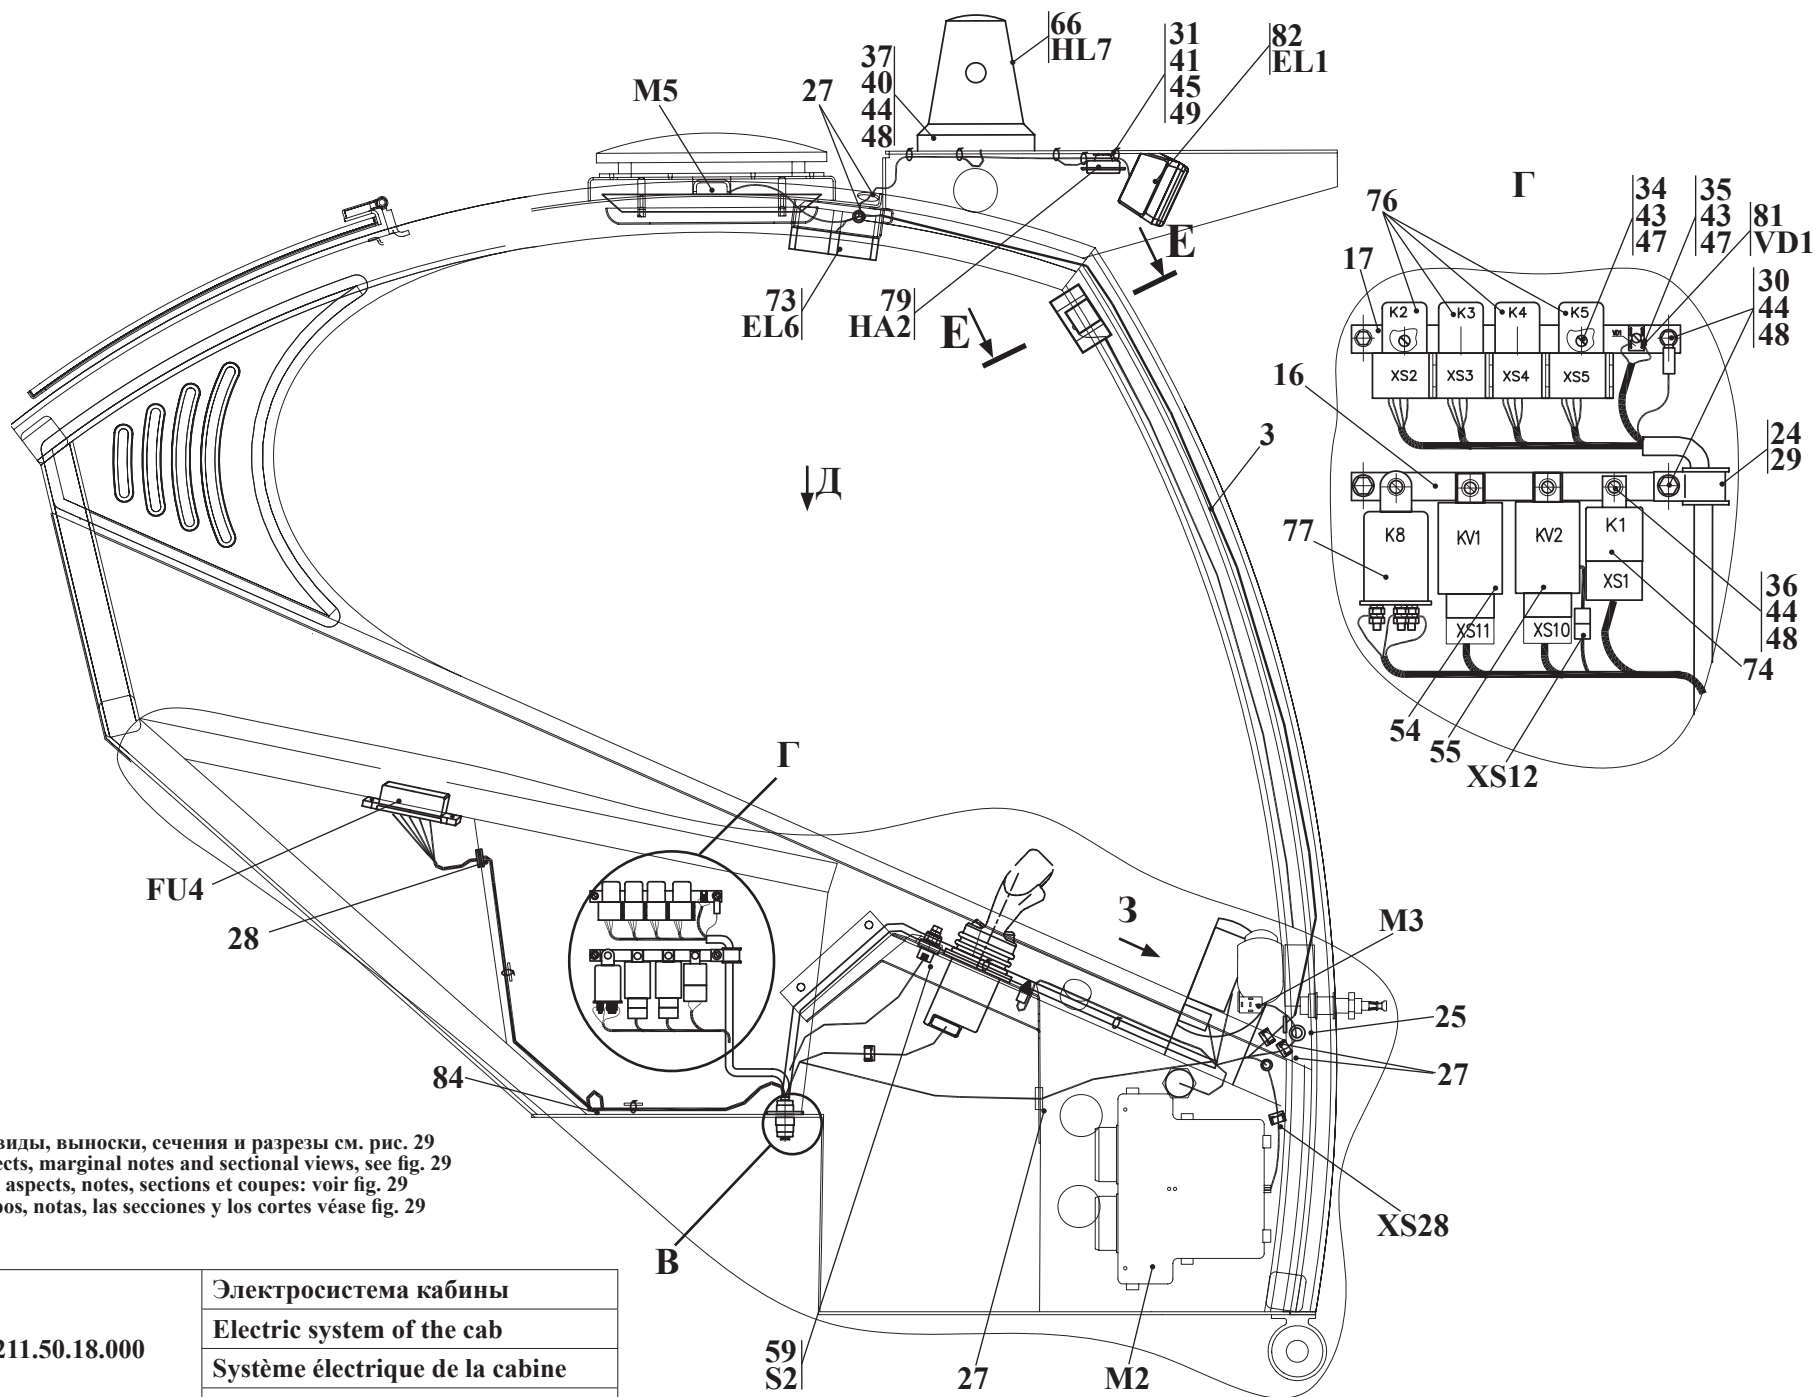 66
HL7
31
41
45
49
82
EL1
37
40
44
48
M5
27
Г
34
43
47
35
43
47
81
VD1
76
17
30
44
48
K2
K3
K4
K5
VD1
XS2
XS3
XS4
XS5
E
E
73
EL6
79
HA2
16
3
24
29
Д
K8
KV1
KV2
K1
77
XS1
XS11
XS10
36
44
48
74
54
55
XS12
Г
FU4
28
З
M3
25
27
84
виды, выноски, сечения и разрезы см. рис. 29
ects, marginal notes and sectional views, see fig. 29
aspects, notes, sections et coupes: voir fig. 29
pos, notas, las secciones y los cortes véase fig. 29
XS28
В
Электросистема кабины
Electric system of the cab
211.50.18.000
Système électrique de la cabine
59
S2
27
M2